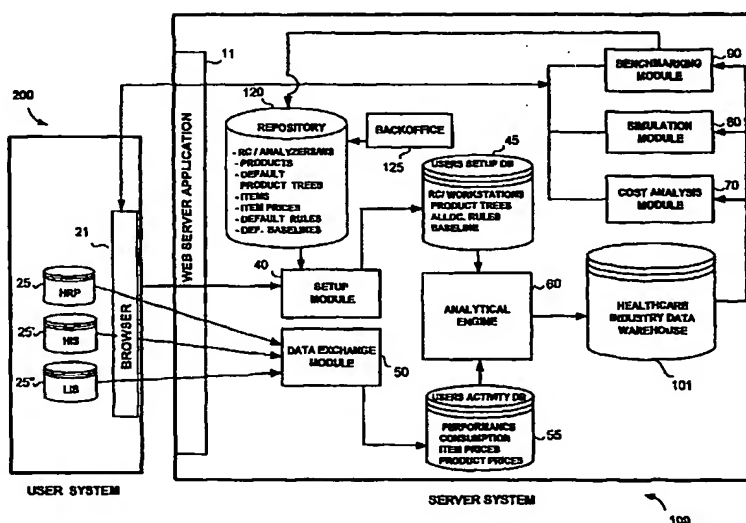 200
21
25
HRP
25'
HIS
25"
LIS
BROWSER
USER SYSTEM
11
WEB SERVER APPLICATION
120
REPOSITORY
- RC / ANALYZERS/WS
- PRODUCTS
- DEFAULT
PRODUCT TREES
- ITEMS
- ITEM PRICES
- DEFAULT RULES
- DEF. BASELINES
BACKOFFICE
125
40
SETUP
MODULE
DATA EXCHANGE
MODULE
50
45
USERS SETUP DB
RC/ WORKSTATIONS
PRODUCT TREES
ALLOC. RULES
BASELINE
60
ANALYTICAL
ENGINE
USERS ACTIVITY DB
PERFORMANCE
CONSUMPTION
ITEM PRICES
PRODUCT PRICES
55
BENCHMARKING
MODULE
90
SIMULATION
MODULE
80
COST ANALYSIS
MODULE
70
HEALTHCARE
INDUSTRY DATA
WAREHOUSE
101
SERVER SYSTEM
100